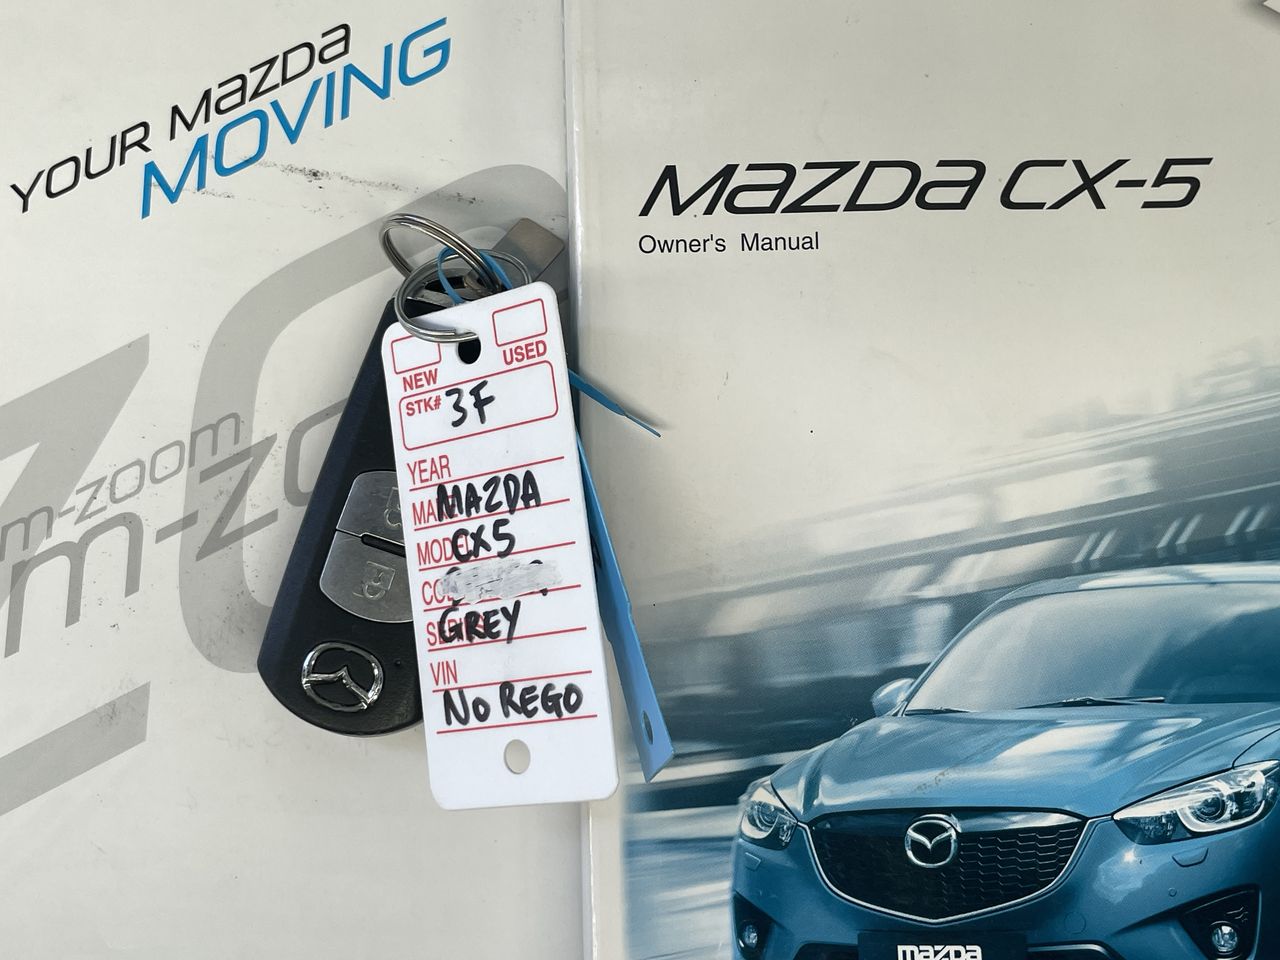 YOUR mazda
MOVING
m-zoom
m-zo
mazda CX-5
Owner's Manual
NEW
USED
STK# 3F
YEAR
MAZDA
CX5
GREY
VIN
No REGO
mazda